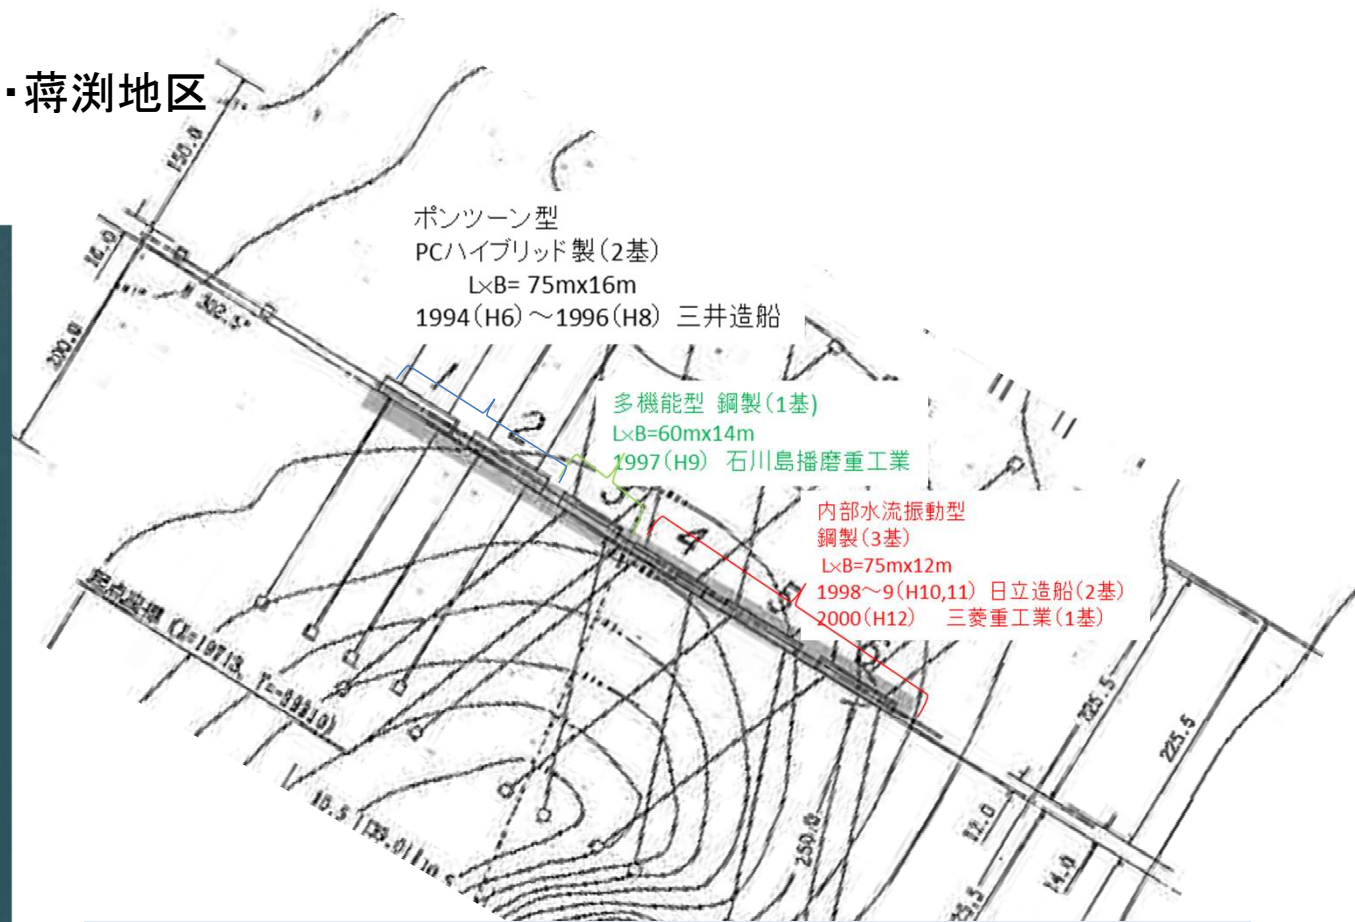 ・蒋渕地区
150.0
16.0
200.0
N 302.5°
ポンツーン型
PCハイブリッド製(2基)
L×B= 75mx16m
1994(H6)～1996(H8) 三井造船
1
2
多機能型 鋼製(1基)
L×B=60mx14m
1997(H9) 石川島播磨重工業
3
4
内部水流振動型
鋼製(3基)
L×B=75mx12m
1998～9(H10,11) 日立造船(2基)
2000(H12) 三菱重工業(1基)
5
6
225.5
225.5
12.0
14.0
250.0